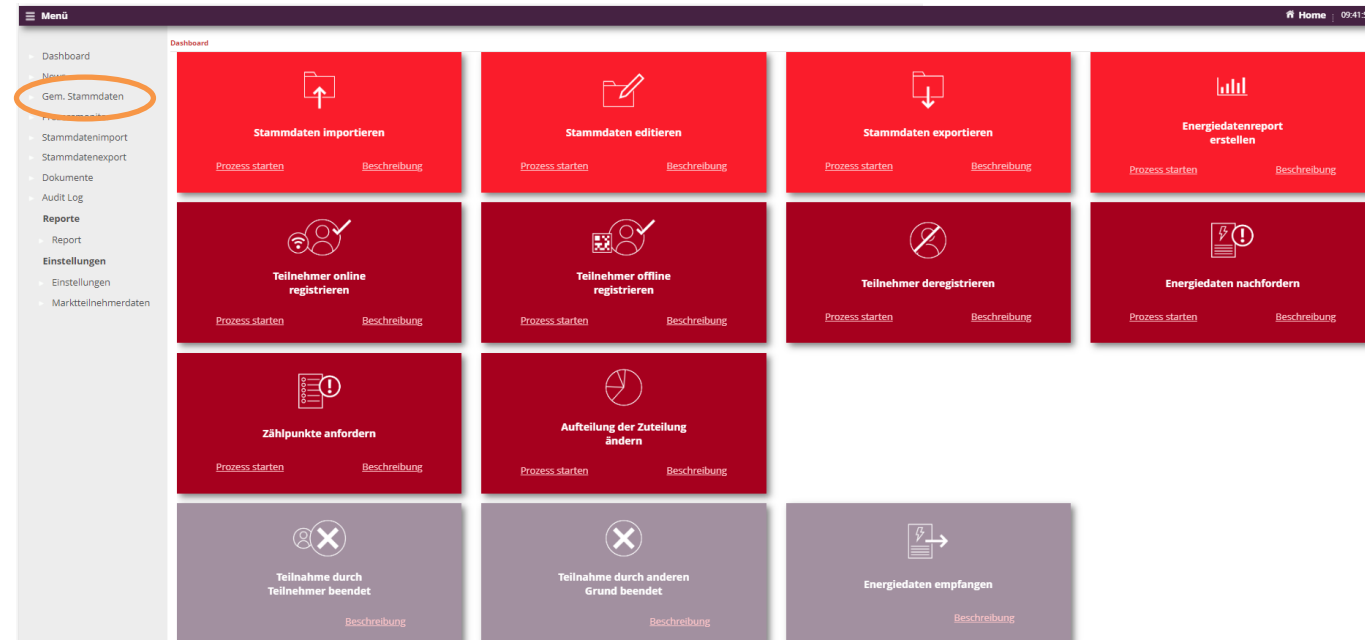 Menü
Home
Dashboard
Gem. Stammdaten
Stammdatenimport
Stammdatenexport
Dokumente
Audit Log
Reporte
Report
Einstellungen
Einstellungen
Marktteilnehmerdaten
Dashboard
Stammdaten importieren
Prozess starten Beschreibung
Stammdaten editieren
Prozess starten Beschreibung
Stammdaten exportieren
Prozess starten Beschreibung
Energiedatenreport
erstellen
Prozess starten Beschreibung
Teilnehmer online
registrieren
Prozess starten Beschreibung
Teilnehmer offline
registrieren
Prozess starten Beschreibung
Teilnehmer deregistrieren
Prozess starten Beschreibung
Energiedaten nachfordern
Prozess starten Beschreibung
Zählpunkte anfordern
Prozess starten Beschreibung
Aufteilung der Zuteilung
ändern
Prozess starten Beschreibung
Teilnahme durch
Teilnehmer beendet
Beschreibung
Teilnahme durch anderen
Grund beendet
Beschreibung
Energiedaten empfangen
Beschreibung